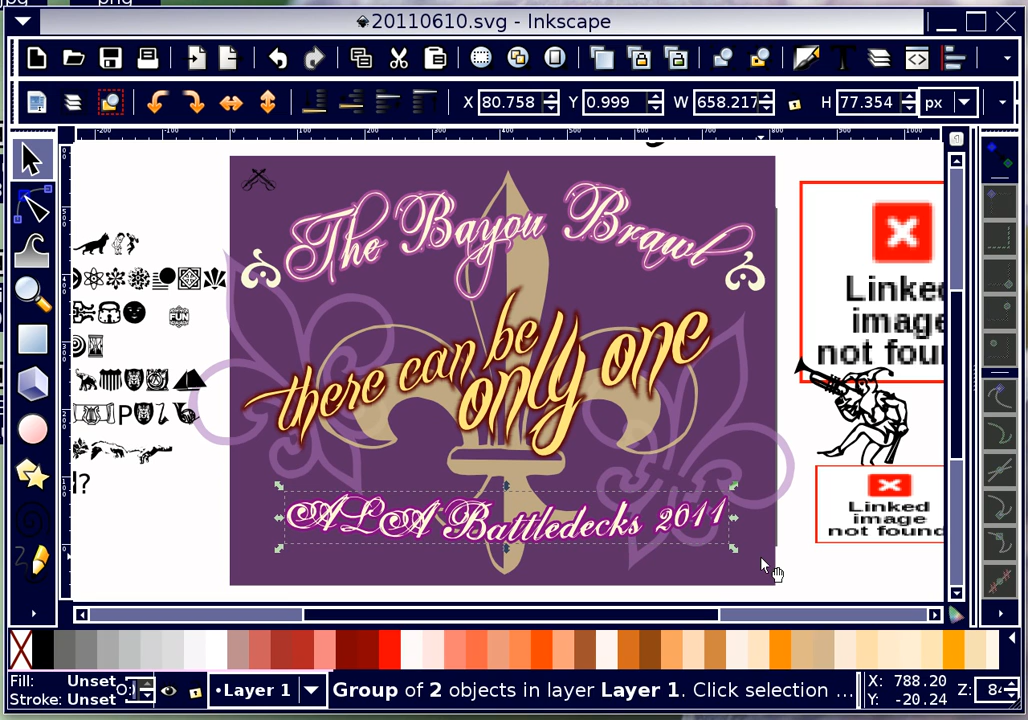 20110610.svg - Inkscape
X 80.758 Y 0.999 W 658.217 H 77.354 px
The Bayou Brawl
there can be only one
ALA Battledecks 2011
FUN
P
!?
Linked
image
not foun
Linked
image
not found
Fill: Unset
Stroke: Unset
O:
•Layer 1
Group of 2 objects in layer Layer 1. Click selection ...
X: 788.20
Y: -20.24
Z: 84